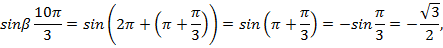 sinβ 10π/3 = sin(2π + (π + π/3)) = sin(π + π/3) = −sin π/3 = −√3/2,